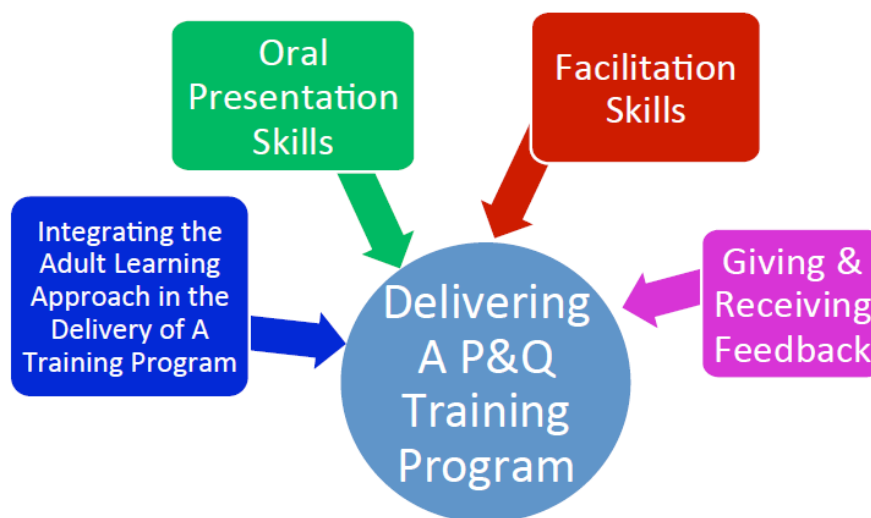 Oral
Presentation
Skills
Facilitation
Skills
Integrating the
Adult Learning
Approach in the
Delivery of A
Training Program
Giving &
Receiving
Feedback
Delivering
A P&Q
Training
Program